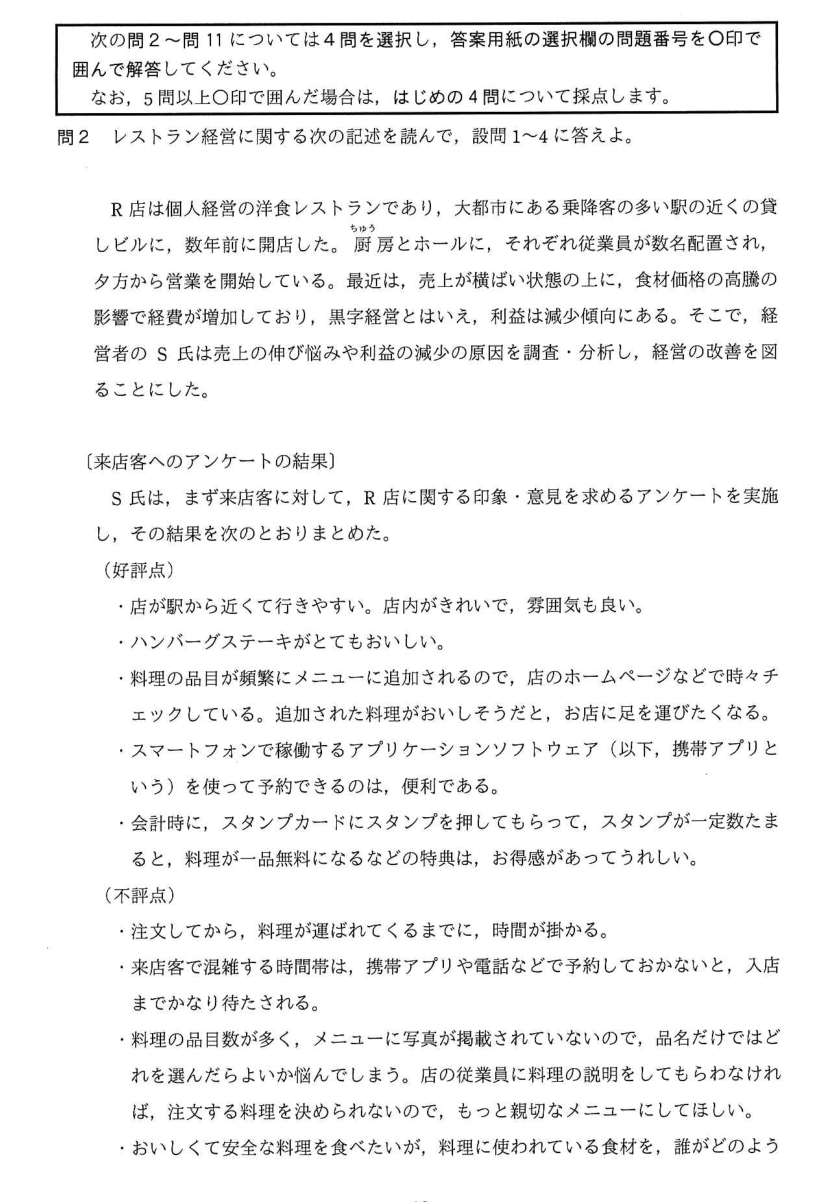 次の問2～問11については4問を選択し，答案用紙の選択欄の問題番号を○印で
囲んで解答してください。
なお，5問以上○印で囲んだ場合は，はじめの4問について採点します。
問2　レストラン経営に関する次の記述を読んで，設問1～4に答えよ。
R店は個人経営の洋食レストランであり，大都市にある乗降客の多い駅の近くの貸
ちゅう
しビルに，数年前に開店した。厨房とホールに，それぞれ従業員が数名配置され，
夕方から営業を開始している。最近は，売上が横ばい状態の上に，食材価格の高騰の
影響で経費が増加しており，黒字経営とはいえ，利益は減少傾向にある。そこで，経
営者のS氏は売上の伸び悩みや利益の減少の原因を調査・分析し，経営の改善を図
ることにした。
〔来店客へのアンケートの結果〕
S氏は，まず来店客に対して，R店に関する印象・意見を求めるアンケートを実施
し，その結果を次のとおりまとめた。
（好評点）
・店が駅から近くて行きやすい。店内がきれいで，雰囲気も良い。
・ハンバーグステーキがとてもおいしい。
・料理の品目が頻繁にメニューに追加されるので，店のホームページなどで時々チ
ェックしている。追加された料理がおいしそうだと，お店に足を運びたくなる。
・スマートフォンで稼働するアプリケーションソフトウェア（以下，携帯アプリと
いう）を使って予約できるのは，便利である。
・会計時に，スタンプカードにスタンプを押してもらって，スタンプが一定数たま
ると，料理が一品無料になるなどの特典は，お得感があってうれしい。
（不評点）
・注文してから，料理が運ばれてくるまでに，時間が掛かる。
・来店客で混雑する時間帯は，携帯アプリや電話などで予約しておかないと，入店
までかなり待たされる。
・料理の品目数が多く，メニューに写真が掲載されていないので，品名だけではど
れを選んだらよいか悩んでしまう。店の従業員に料理の説明をしてもらわなけれ
ば，注文する料理を決められないので，もっと親切なメニューにしてほしい。
・おいしくて安全な料理を食べたいが，料理に使われている食材を，誰がどのよう